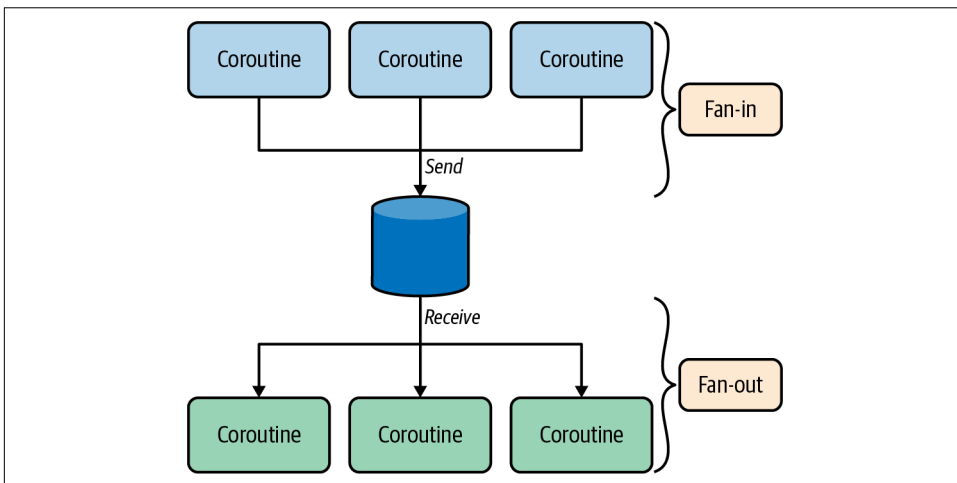 Coroutine
Coroutine
Coroutine
Fan-in
Send
Receive
Fan-out
Coroutine
Coroutine
Coroutine